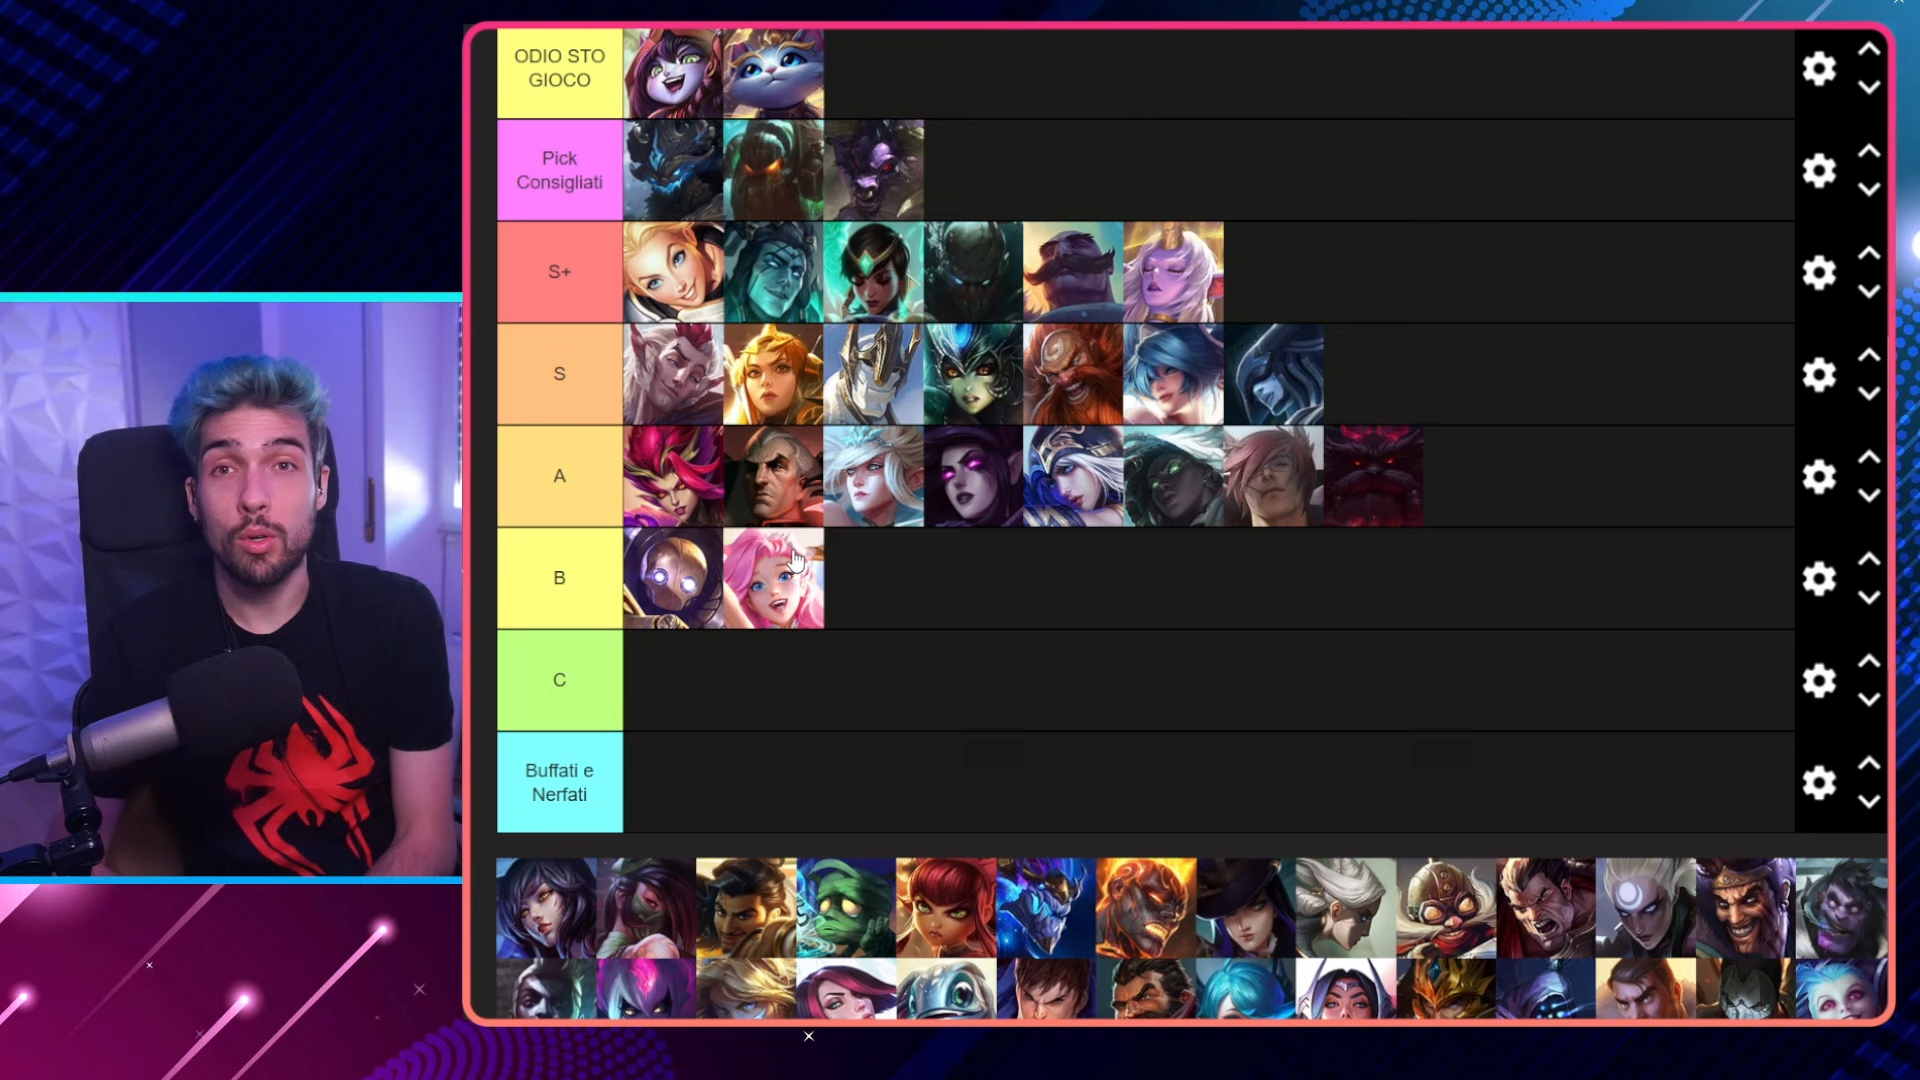 ODIO STO
GIOCO
Pick
Consigliati
S+
S
A
B
C
Buffati e
Nerfati